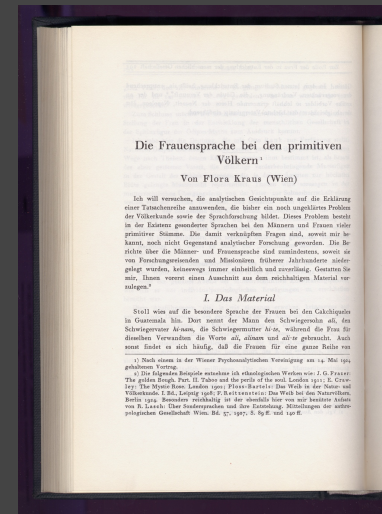 Die Frauensprache bei den primitiven
Völkern¹
Von Flora Kraus (Wien)
Ich will versuchen, die analytischen Gesichtspunkte auf die Erklärung
einer Tatsachenreihe anzuwenden, die bisher ein noch ungeklärtes Problem
der Völkerkunde sowie der Sprachforschung bildet. Dieses Problem besteht
in der Existenz gesonderter Sprachen bei den Männern und Frauen vieler
primitiver Stämme. Die damit verknüpften Fragen sind, soweit mir be-
kannt, noch nicht Gegenstand analytischer Forschung geworden. Die Be-
richte über die Männer- und Frauensprache sind zumindestens, soweit sie
von Forschungsreisenden und Missionären früherer Jahrhunderte nieder-
gelegt wurden, keineswegs immer einheitlich und zuverlässig. Gestatten Sie
mir, Ihnen vorerst einen Ausschnitt aus dem reichhaltigen Material vor-
zulegen.²
I. Das Material
Stoll wies auf die besondere Sprache der Frauen bei den Cakchiqueles
in Guatemala hin. Dort nennt der Mann den Schwiegersohn ali, den
Schwiegervater hi-nam, die Schwiegermutter hi-te, während die Frau für
dieselben Verwandten die Worte ali, alinam und ali-te gebraucht. Auch
sonst findet es sich häufig, daß die Frauen für eine ganze Reihe von
1) Nach einem in der Wiener Psychoanalytischen Vereinigung am 14. Mai 1924
gehaltenen Vortrag.
2) Die folgenden Beispiele entnehme ich ethnologischen Werken wie: J. G. Frazer:
The golden Bough. Part. II. Taboo and the perils of the soul. London 1911; E. Craw-
ley: The Mystic Rose. London 1902; Ploss-Bartels: Das Weib in der Natur- und
Völkerkunde. I. Bd., Leipzig 1908; F. Reitzenstein: Das Weib bei den Naturvölkern.
Berlin 1924. Besonders reichhaltig ist der ebenfalls hier von mir benützte Aufsatz
von R. Lasch: Über Sondersprachen und ihre Entstehung. Mitteilungen der anthro-
pologischen Gesellschaft Wien. Bd. 37, 1907, S. 89 ff. und 140 ff.